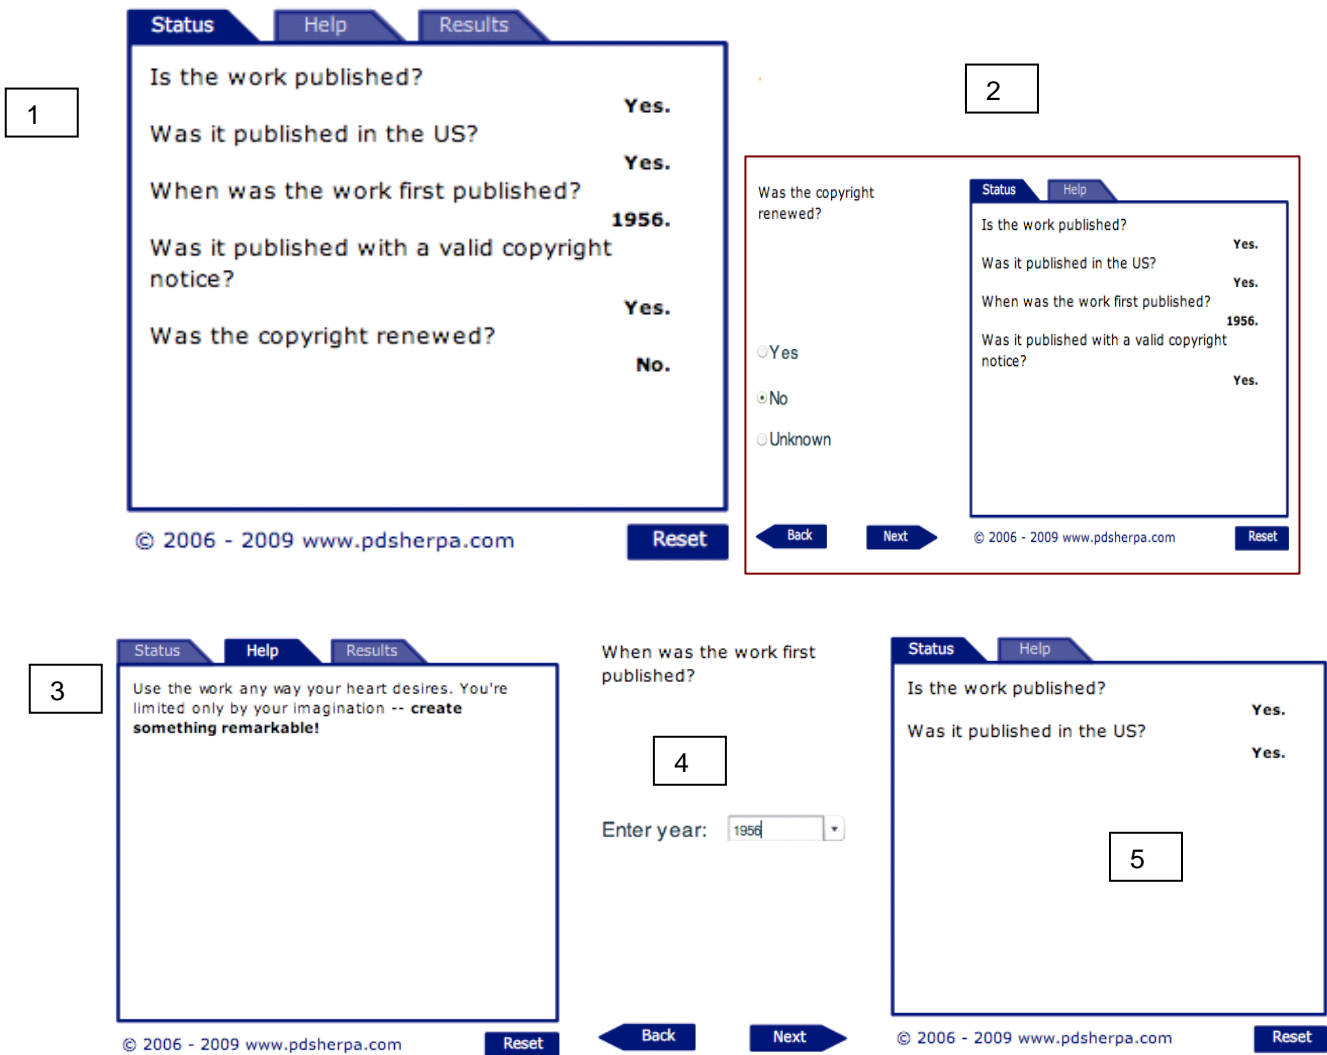 Status Help Results
Is the work published?
Yes.
Was it published in the US?
Yes.
When was the work first published?
1956.
Was it published with a valid copyright
notice?
Yes.
Was the copyright renewed?
No.
© 2006 - 2009 www.pdsherpa.com Reset
1
2
Was the copyright
renewed?
Yes
No
Unknown
Back Next
Status Help
Is the work published?
Yes.
Was it published in the US?
Yes.
When was the work first published?
1956.
Was it published with a valid copyright
notice?
Yes.
© 2006 - 2009 www.pdsherpa.com Reset
3
Status Help Results
Use the work any way your heart desires. You're
limited only by your imagination -- create
something remarkable!
© 2006 - 2009 www.pdsherpa.com Reset
When was the work first
published?
4
Enter year: 1956
Back Next
Status Help
Is the work published?
Yes.
Was it published in the US?
Yes.
5
© 2006 - 2009 www.pdsherpa.com Reset